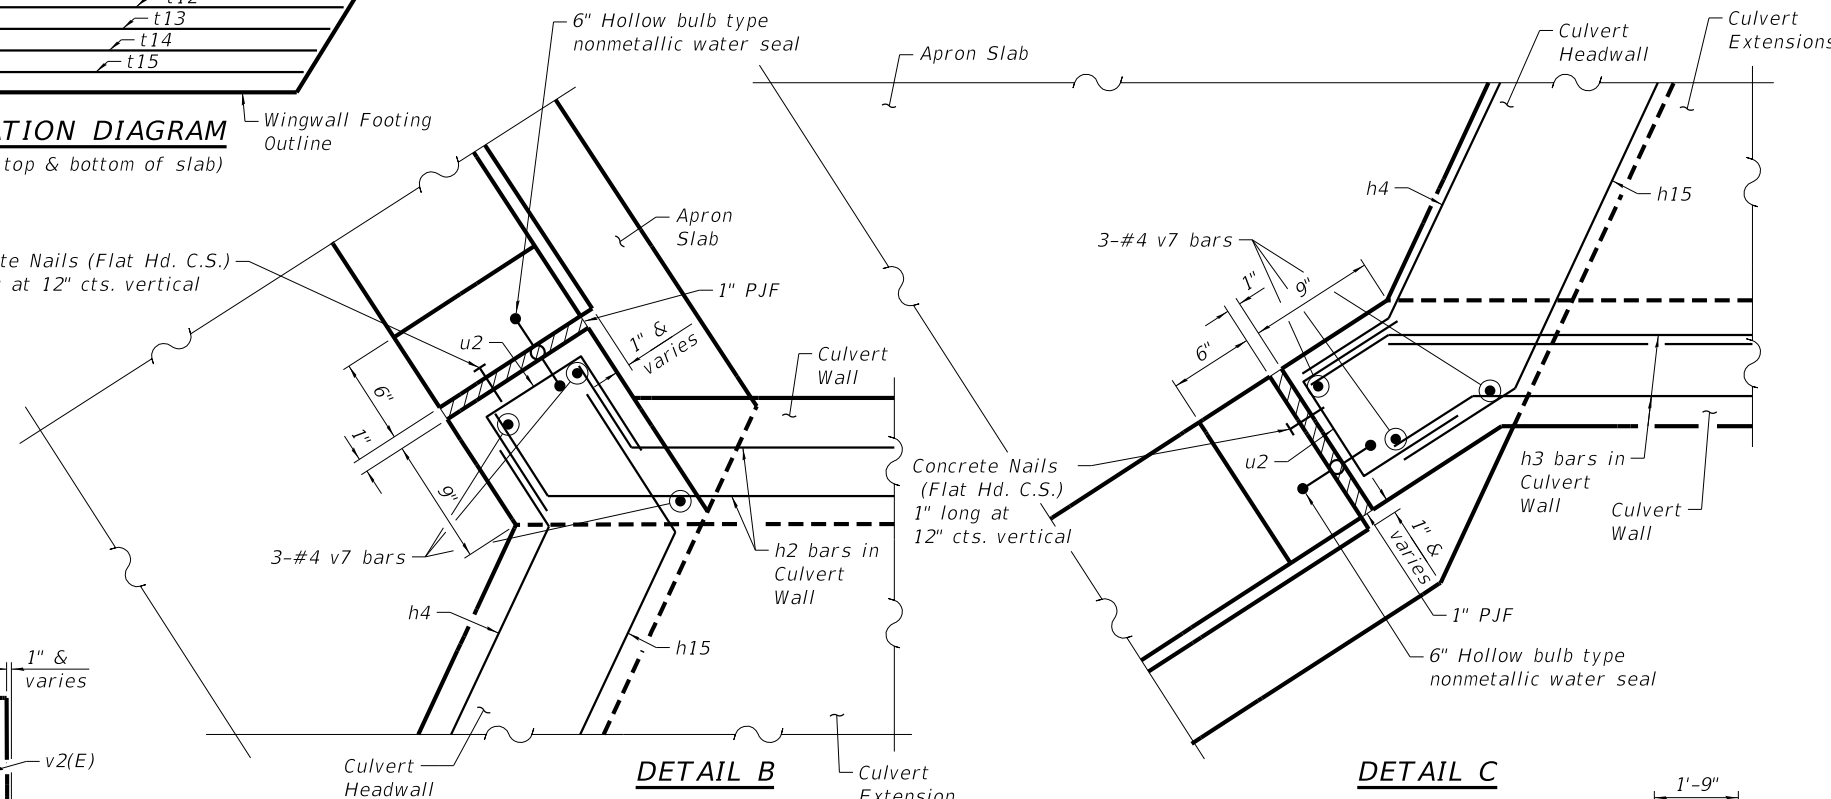 t12
t13
t14
t15
TION DIAGRAM
top & bottom of slab)
Wingwall Footing
Outline
6" Hollow bulb type
nonmetallic water seal
Apron Slab
Culvert
Headwall
Culvert
Extensions
Apron
Slab
te Nails (Flat Hd. C.S.)
at 12" cts. vertical
1" PJF
u2
1" &
varies
Culvert
Wall
6"
1"
9"
3-#4 v7 bars
h2 bars in
Culvert
Wall
h4
h15
Culvert
Headwall
DETAIL B
Culvert
Extension
1" &
varies
v2(E)
h4
h15
3-#4 v7 bars
1"
9"
6"
Concrete Nails
(Flat Hd. C.S.)
1" long at
12" cts. vertical
u2
h3 bars in
Culvert
Wall
Culvert
Wall
1" &
varies
1" PJF
6" Hollow bulb type
nonmetallic water seal
DETAIL C
1'-9"